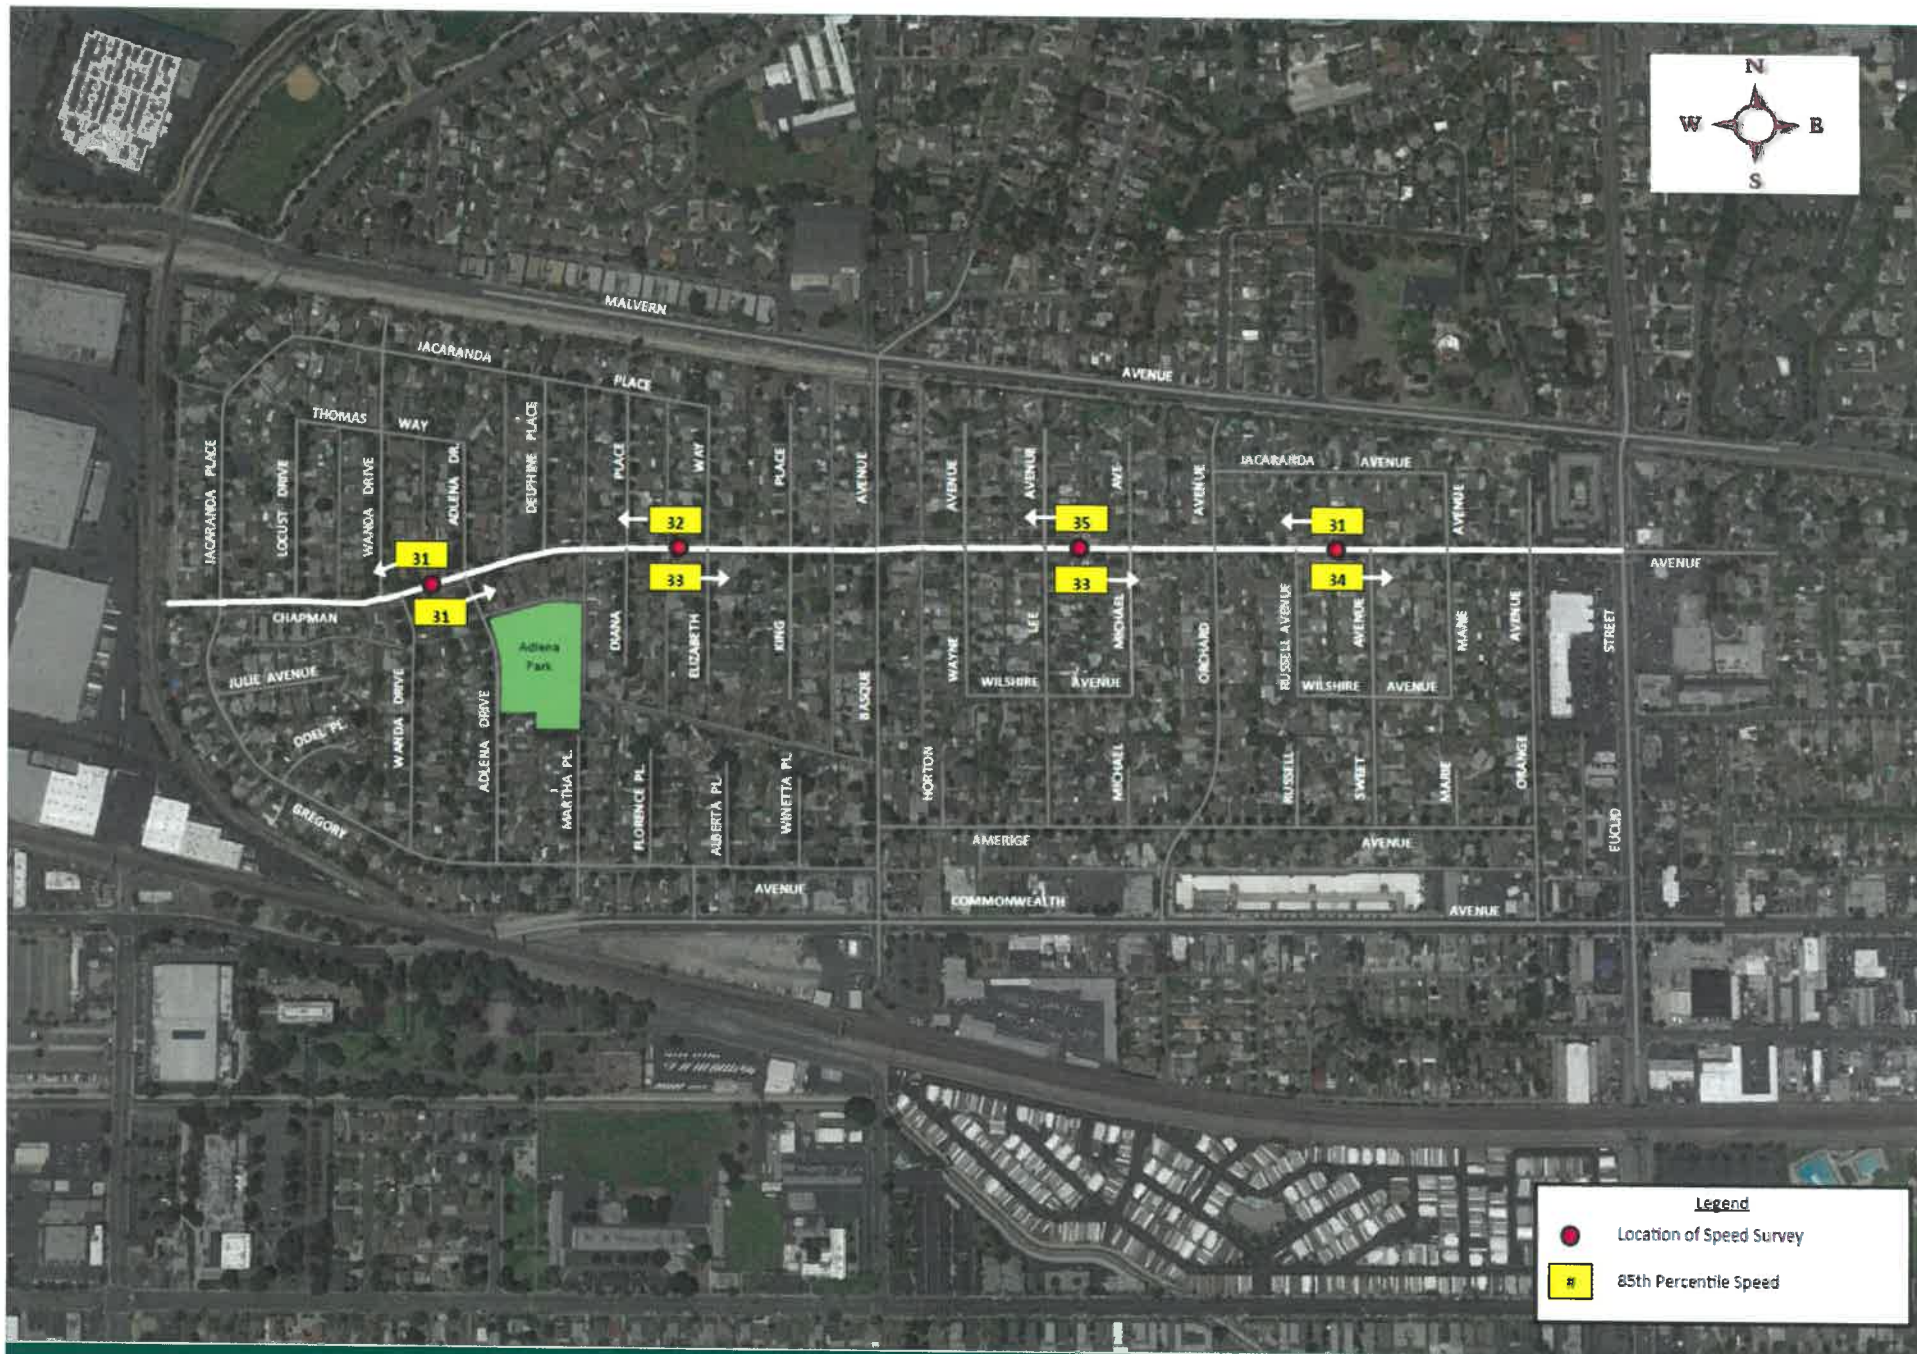 N
W E
S
MALVERN
AVENUE
JACARANDA
PLACE
THOMAS WAY
JACARANDA PLACE
LOCUST DRIVE
WANDA DRIVE
ADLENA DR.
DELPHINE PLACE
PLACE
WAY
PLACE
AVENUE
AVENUE
AVENUE
AVE
AVENUE
JACARANDA AVENUE
AVENUE
31
32
35
31
31
33
33
34
AVENUE
CHAPMAN
Adlena
Park
DIANA
ELIZABETH
KING
BASQUE
WAYNE
LEE
MICHAEL
ORCHARD
RUSSELL AVENUE
AVENUE
MARIE
AVENUE
STREET
JULIE AVENUE
ODEL PL.
WANDA DRIVE
ADLENA DRIVE
WILSHIRE AVENUE
WILSHIRE AVENUE
GREGORY
MARTHA PL.
FLORENCE PL.
ALBERTA PL.
WINETTA PL.
HORTON
MICHAEL
RUSSELL
SWEET
MARIE
ORANGE
EUCLID
AMERIGE
AVENUE
AVENUE
COMMONWEALTH
AVENUE
Legend
Location of Speed Survey
# 85th Percentile Speed